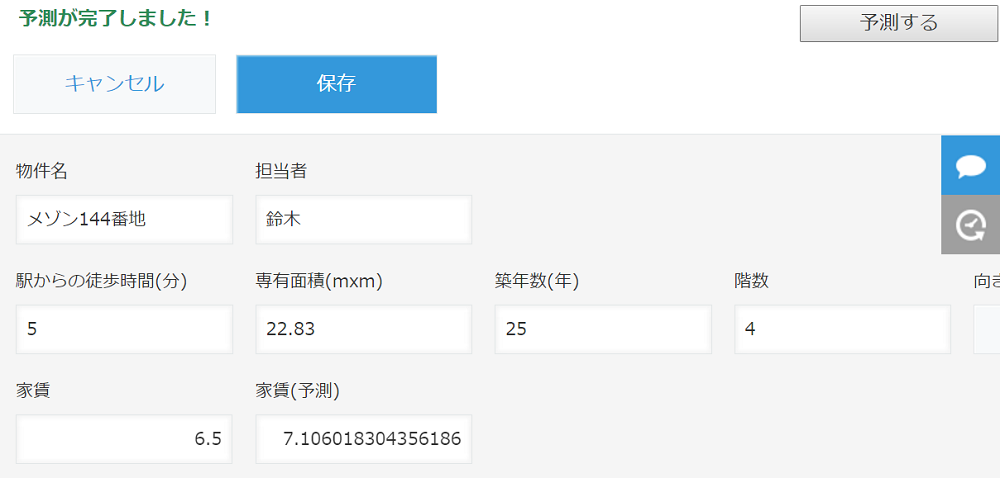 予測が完了しました！
予測する
キャンセル
保存
物件名
担当者
メゾン144番地
鈴木
駅からの徒歩時間(分)
専有面積(mxm)
築年数(年)
階数
向き
5
22.83
25
4
家賃
家賃(予測)
6.5
7.106018304356186